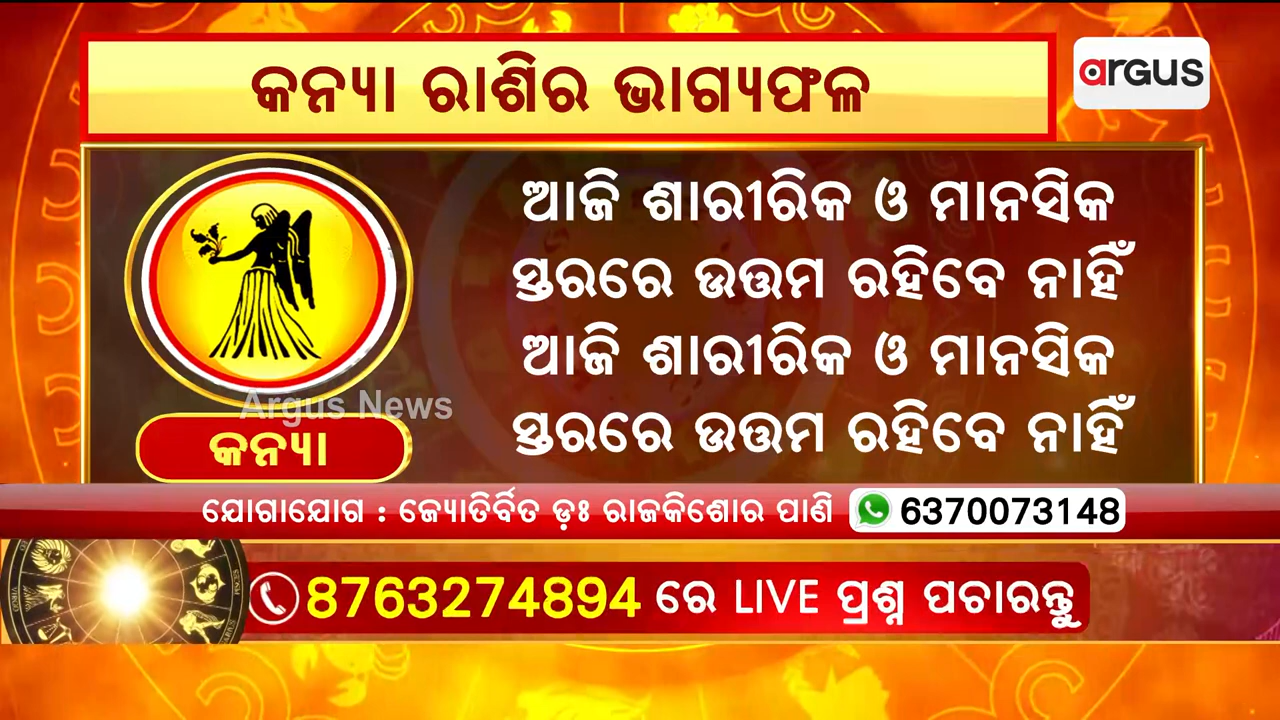 କନ୍ୟା ରାଶିର ଭାଗ୍ୟଫଳ
argus
ଆଜି ଶାରୀରିକ ଓ ମାନସିକ
ସ୍ତରରେ ଉତ୍ତମ ରହିବେ ନାହିଁ
ଆଜି ଶାରୀରିକ ଓ ମାନସିକ
ସ୍ତରରେ ଉତ୍ତମ ରହିବେ ନାହିଁ
Argus News
କନ୍ୟା
ଯୋଗାଯୋଗ : ଜ୍ୟୋତିର୍ବିତ ଡ଼ଃ ରାଜକିଶୋର ପାଣି 6370073148
8763274894 ରେ LIVE ପ୍ରଶ୍ନ ପଚାରନ୍ତୁ